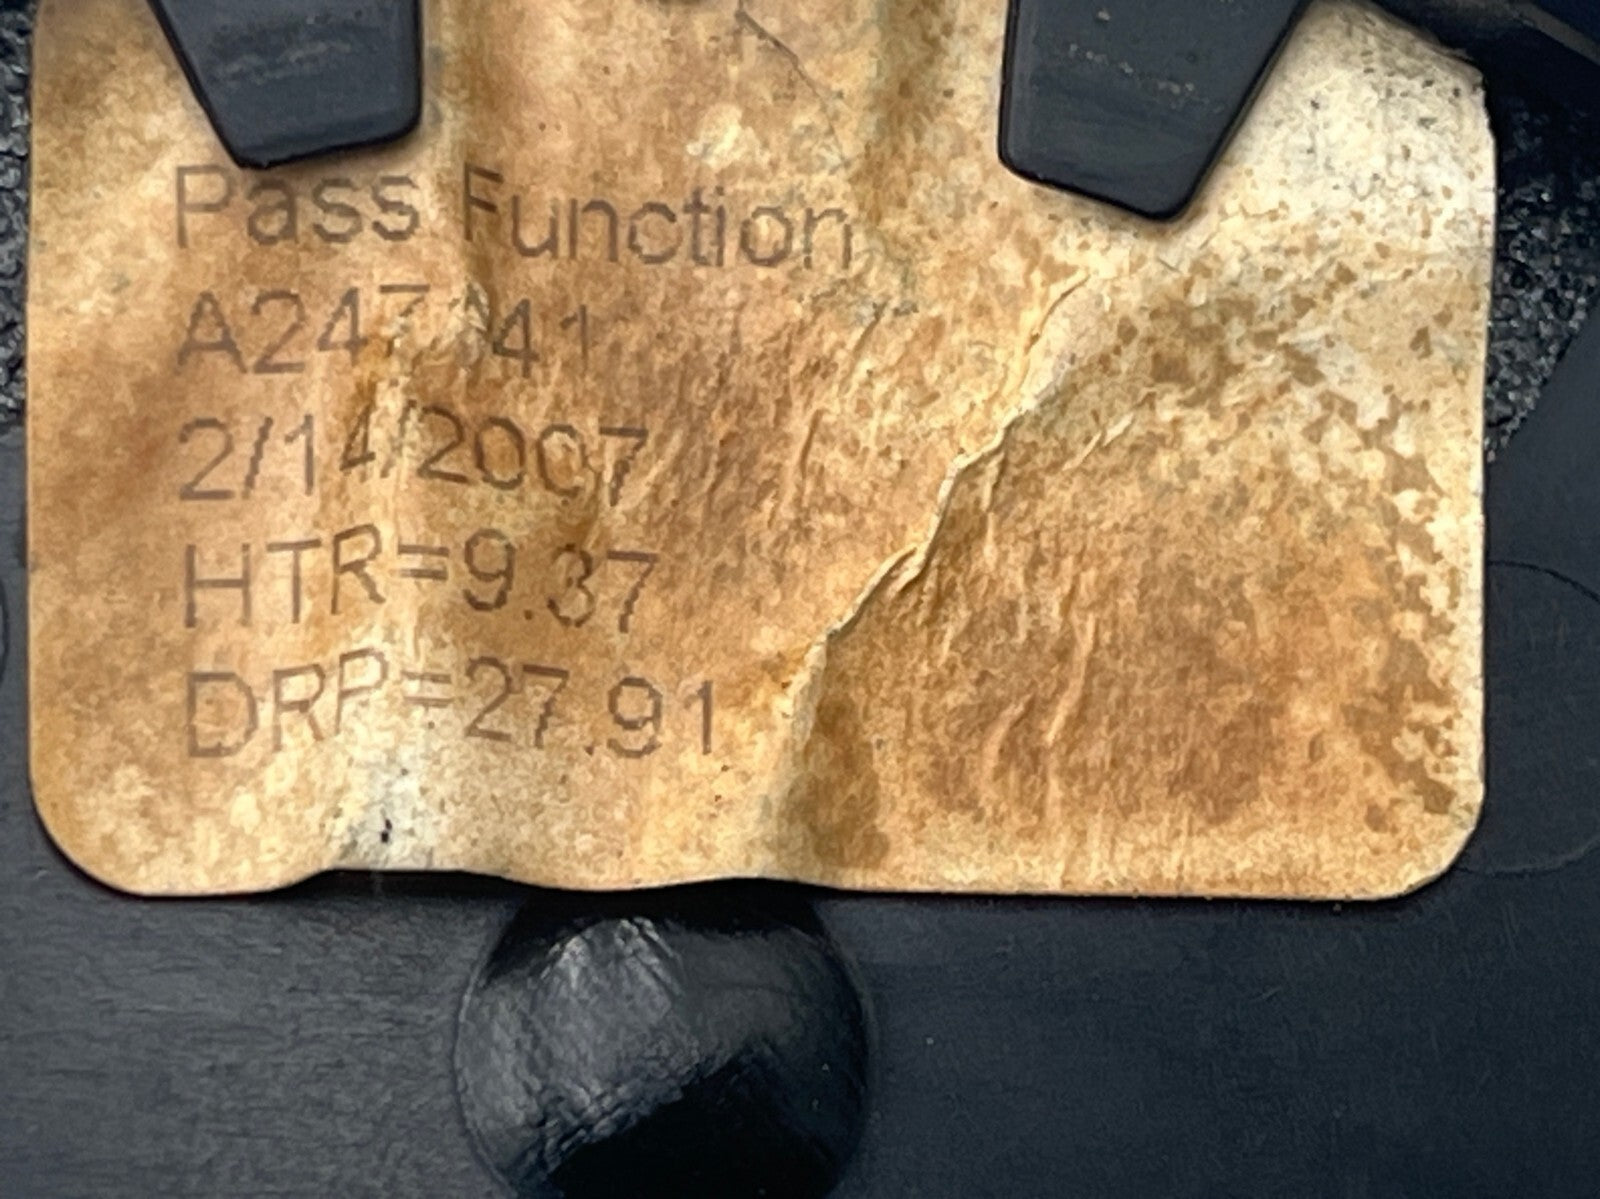 Pass Function
2/14/2007
HTR=9.37
DRP=27.91